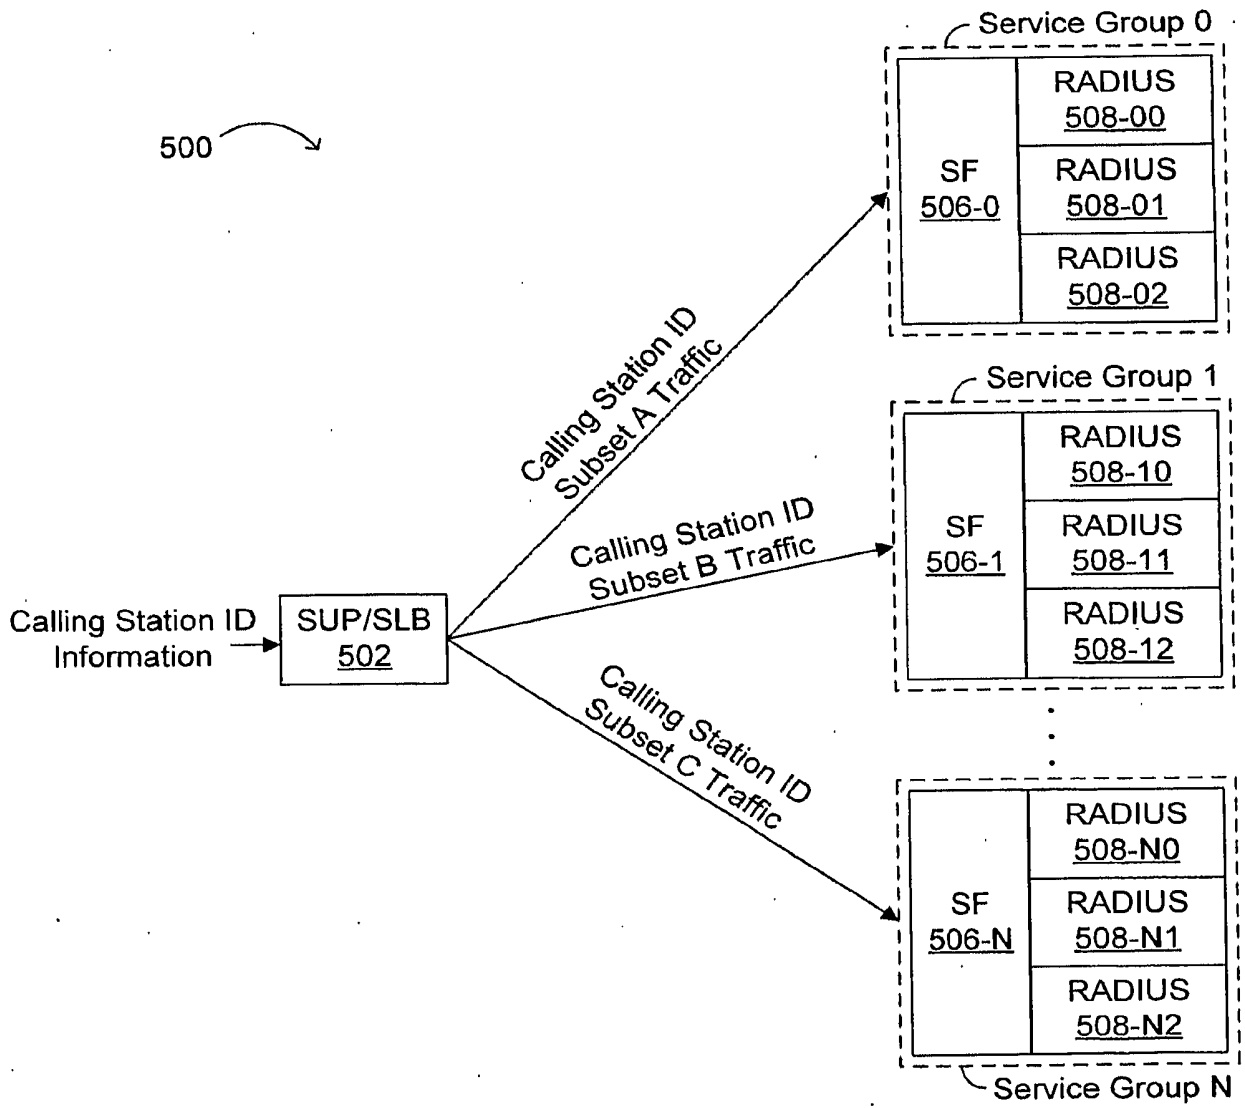 Service Group 0
RADIUS
508-00
500
SF
506-0
RADIUS
508-01
RADIUS
508-02
Calling Station ID
Subset A Traffic
Service Group 1
RADIUS
508-10
SF
506-1
RADIUS
508-11
RADIUS
508-12
Calling Station ID
Subset B Traffic
Calling Station ID
Information
SUP/SLB
502
Calling Station ID
Subset C Traffic
RADIUS
508-N0
SF
506-N
RADIUS
508-N1
RADIUS
508-N2
Service Group N